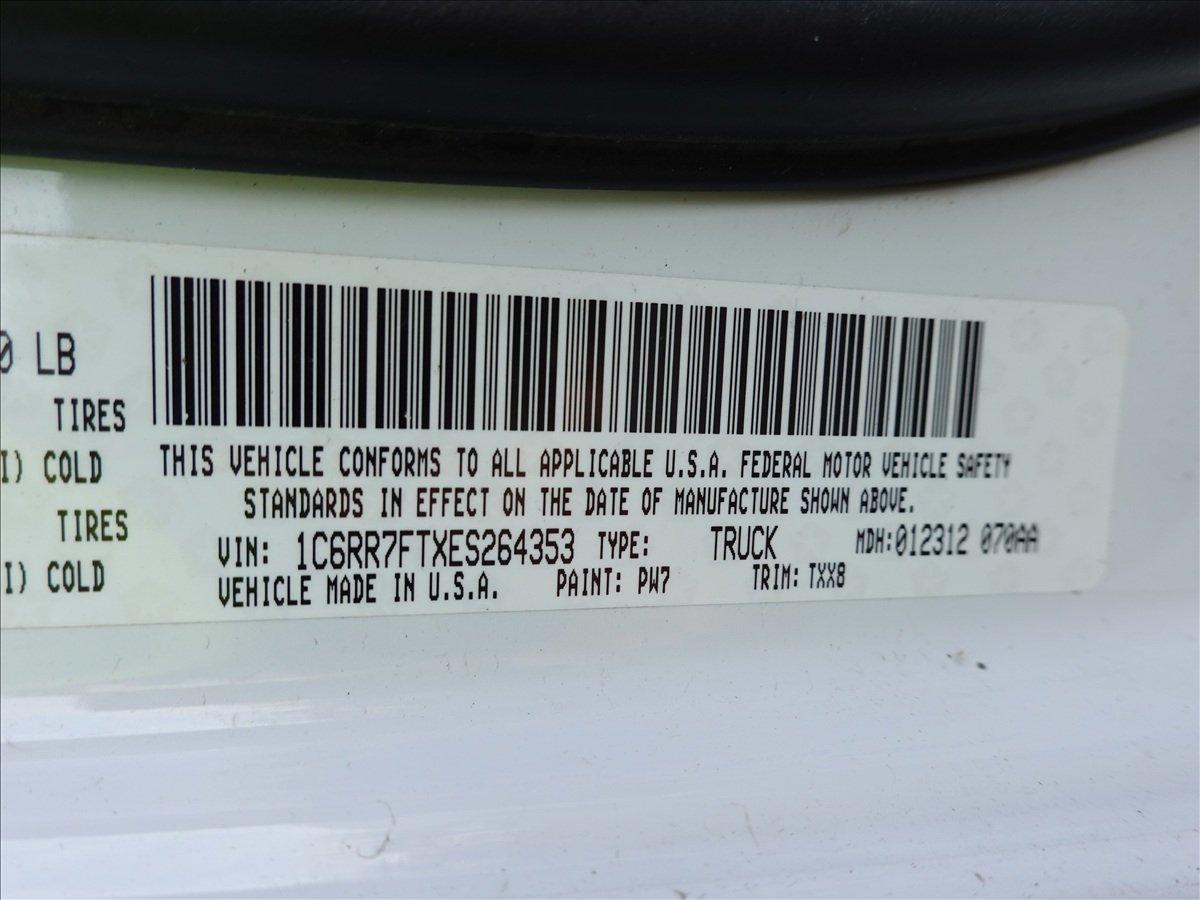 0 LB
TIRES
I) COLD
TIRES
I) COLD
THIS VEHICLE CONFORMS TO ALL APPLICABLE U.S.A. FEDERAL MOTOR VEHICLE SAFETY
STANDARDS IN EFFECT ON THE DATE OF MANUFACTURE SHOWN ABOVE.
VIN: 1C6RR7FTXES264353 TYPE: TRUCK MDH:012312 070AA
VEHICLE MADE IN U.S.A. PAINT: PW7 TRIM: TXX8